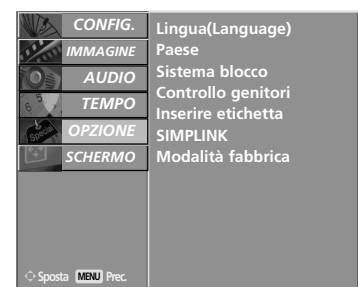 CONFIG.
IMMAGINE
AUDIO
TEMPO
OPZIONE
SCHERMO
Lingua(Language)
Paese
Sistema blocco
Controllo genitori
Inserire etichetta
SIMPLINK
Modalità fabbrica
Sposta MENU Prec.